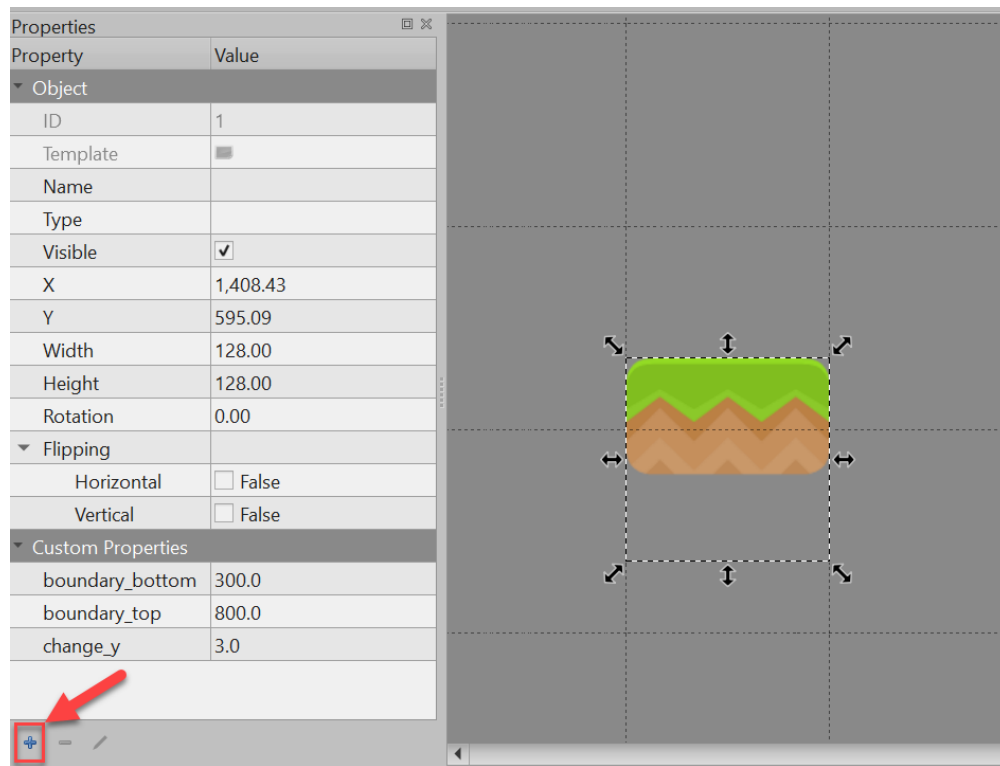 Properties
Property Value
Object
ID 1
Template
Name
Type
Visible
X 1,408.43
Y 595.09
Width 128.00
Height 128.00
Rotation 0.00
Flipping
Horizontal False
Vertical False
Custom Properties
boundary_bottom 300.0
boundary_top 800.0
change_y 3.0